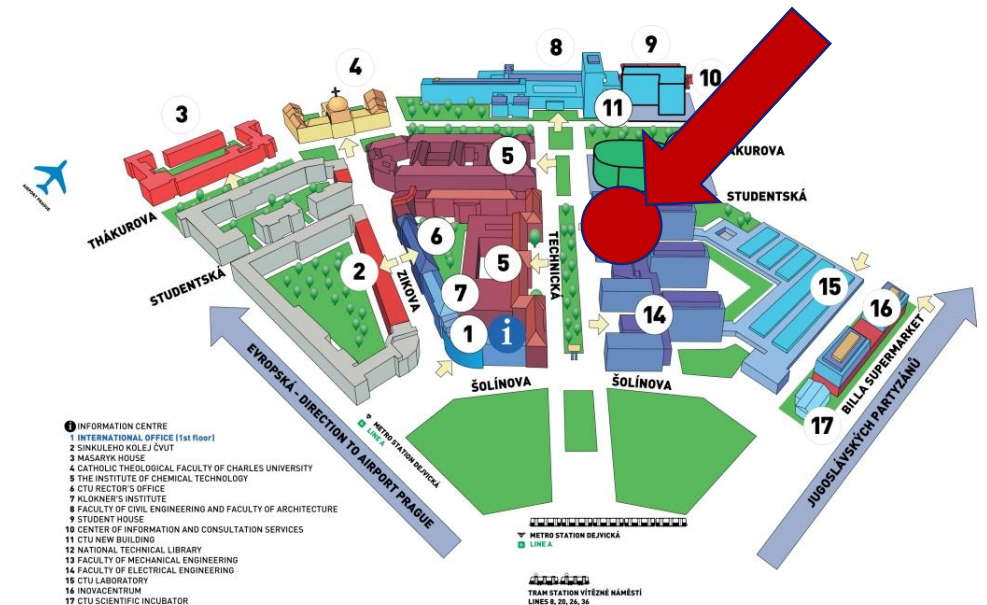 8
9
4
10
11
3
5
ÁKUROVA
STUDENTSKÁ
AIRPORT PRAGUE
THÁKUROVA
6
TECHNICKÁ
STUDENTSKÁ
2
ZIKOVA
5
15
7
16
14
1
i
BILLA SUPERMARKET
ŠOLÍNOVA
ŠOLÍNOVA
EVROPSKÁ - DIRECTION TO AIRPORT PRAGUE
17
JUGOSLÁVSKÝCH PARTYZÁNŮ
METRO STATION DEJVICKÁ
LINE A
i INFORMATION CENTRE
1 INTERNATIONAL OFFICE (1st floor)
2 SINKULEHO KOLEJ ČVUT
3 MASARYK HOUSE
4 CATHOLIC THEOLOGICAL FACULTY OF CHARLES UNIVERSITY
5 THE INSTITUTE OF CHEMICAL TECHNOLOGY
6 CTU RECTOR'S OFFICE
7 KLOKNER'S INSTITUTE
8 FACULTY OF CIVIL ENGINEERING AND FACULTY OF ARCHITECTURE
9 STUDENT HOUSE
10 CENTER OF INFORMATION AND CONSULTATION SERVICES
11 CTU NEW BUILDING
12 NATIONAL TECHNICAL LIBRARY
13 FACULTY OF MECHANICAL ENGINEERING
14 FACULTY OF ELECTRICAL ENGINEERING
15 CTU LABORATORY
16 INOVACENTRUM
17 CTU SCIENTIFIC INCUBATOR
METRO STATION DEJVICKÁ
LINE A
TRAM STATION VÍTĚZNÉ NÁMĚSTÍ
LINES 8, 20, 26, 36